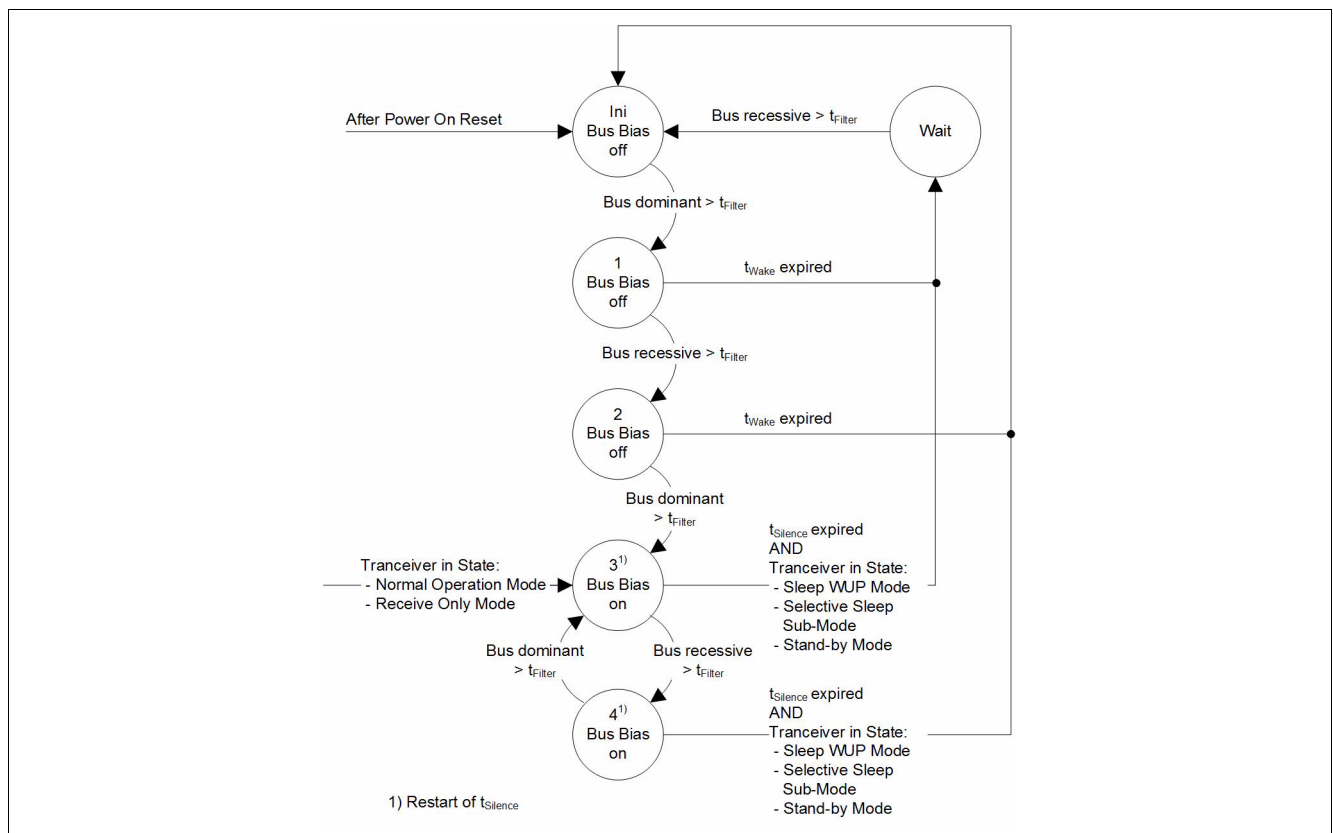 After Power On Reset
Ini
Bus Bias
off
Bus recessive > tFilter
Wait
Bus dominant > tFilter
1
Bus Bias
off
tWake expired
Bus recessive > tFilter
2
Bus Bias
off
tWake expired
Bus dominant
> tFilter
Tranceiver in State:
- Normal Operation Mode
- Receive Only Mode
3¹⁾
Bus Bias
on
tSilence expired
AND
Tranceiver in State:
- Sleep WUP Mode
- Selective Sleep
Sub-Mode
- Stand-by Mode
Bus dominant
> tFilter
Bus recessive
> tFilter
4¹⁾
Bus Bias
on
tSilence expired
AND
Tranceiver in State:
- Sleep WUP Mode
- Selective Sleep
Sub-Mode
- Stand-by Mode
1) Restart of tSilence